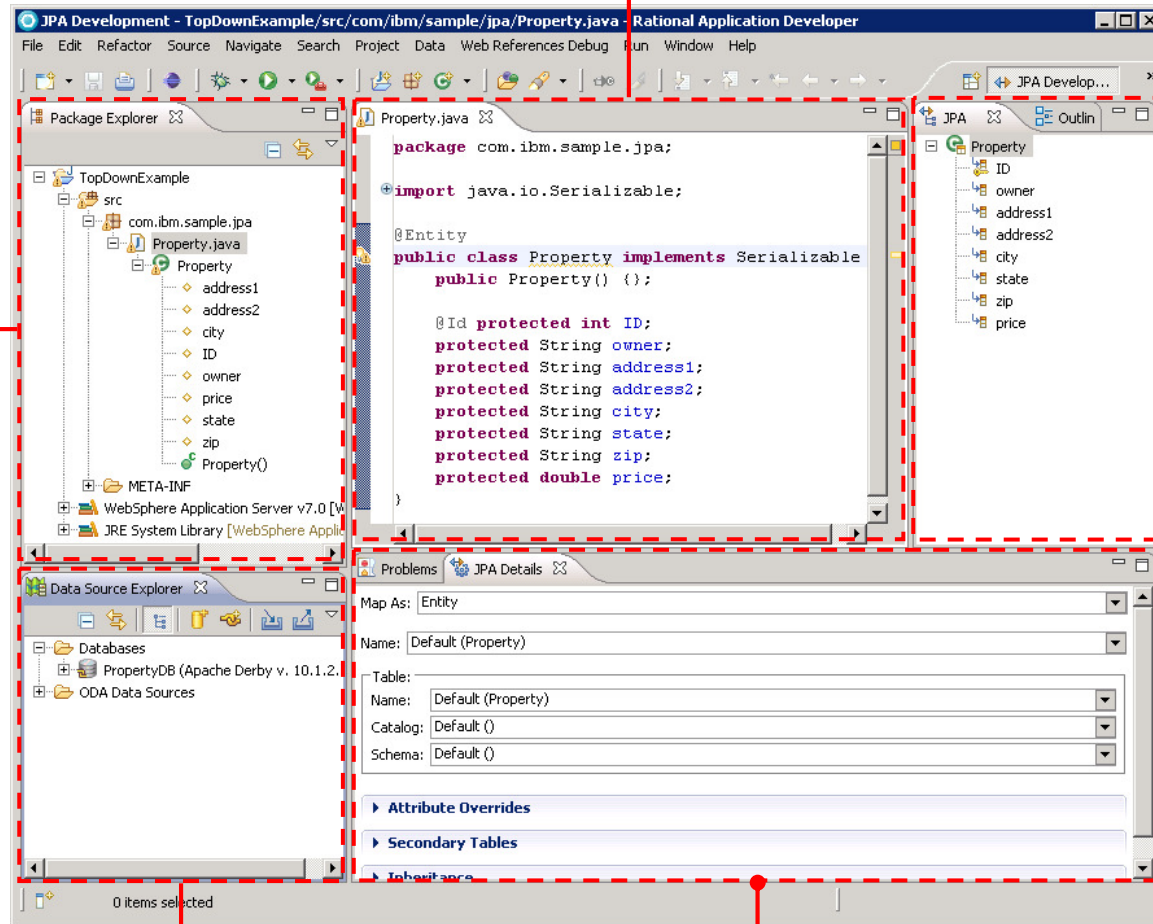 JPA Development - TopDownExample/src/com/ibm/sample/jpa/Property.java - Rational Application Developer
File Edit Refactor Source Navigate Search Project Data Web References Debug Run Window Help
JPA Develop...
Package Explorer
TopDownExample
src
com.ibm.sample.jpa
Property.java
Property
address1
address2
city
ID
owner
price
state
zip
Property()
META-INF
WebSphere Application Server v7.0 [W
JRE System Library [WebSphere Applic
Property.java
package com.ibm.sample.jpa;
import java.io.Serializable;
@Entity
public class Property implements Serializable
public Property() {};
@Id protected int ID;
protected String owner;
protected String address1;
protected String address2;
protected String city;
protected String state;
protected String zip;
protected double price;
}
JPA Outlin
Property
ID
owner
address1
address2
city
state
zip
price
Data Source Explorer
Databases
PropertyDB (Apache Derby v. 10.1.2.
ODA Data Sources
Problems JPA Details
Map As: Entity
Name: Default (Property)
Table:
Name: Default (Property)
Catalog: Default ()
Schema: Default ()
Attribute Overrides
Secondary Tables
Inheritance
0 items selected